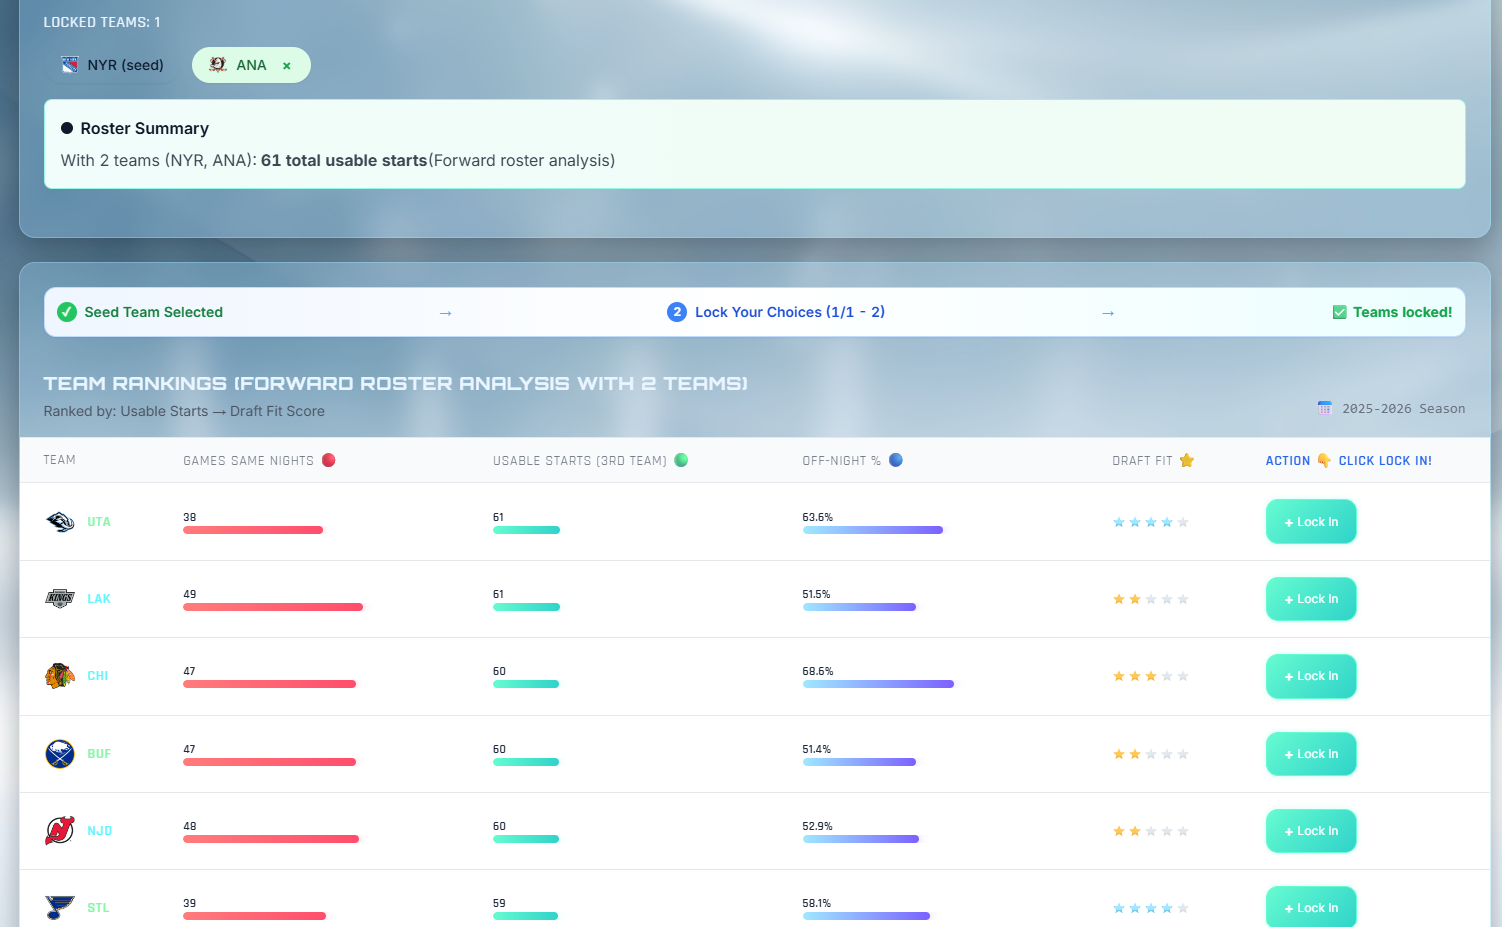 LOCKED TEAMS: 1
NYR (seed) ANA ×
Roster Summary
With 2 teams (NYR, ANA): 61 total usable starts(Forward roster analysis)
Seed Team Selected → 2 Lock Your Choices (1/1 - 2) → Teams locked!
TEAM RANKINGS (FORWARD ROSTER ANALYSIS WITH 2 TEAMS)
Ranked by: Usable Starts → Draft Fit Score
2025-2026 Season
TEAM GAMES SAME NIGHTS USABLE STARTS (3RD TEAM) OFF-NIGHT % DRAFT FIT ACTION CLICK LOCK IN!
UTA 38 61 63.6% + Lock In
KINGS LAK 49 61 51.5% + Lock In
CHI 47 60 68.6% + Lock In
BUF 47 60 51.4% + Lock In
NJD 48 60 52.9% + Lock In
STL 39 59 58.1% + Lock In